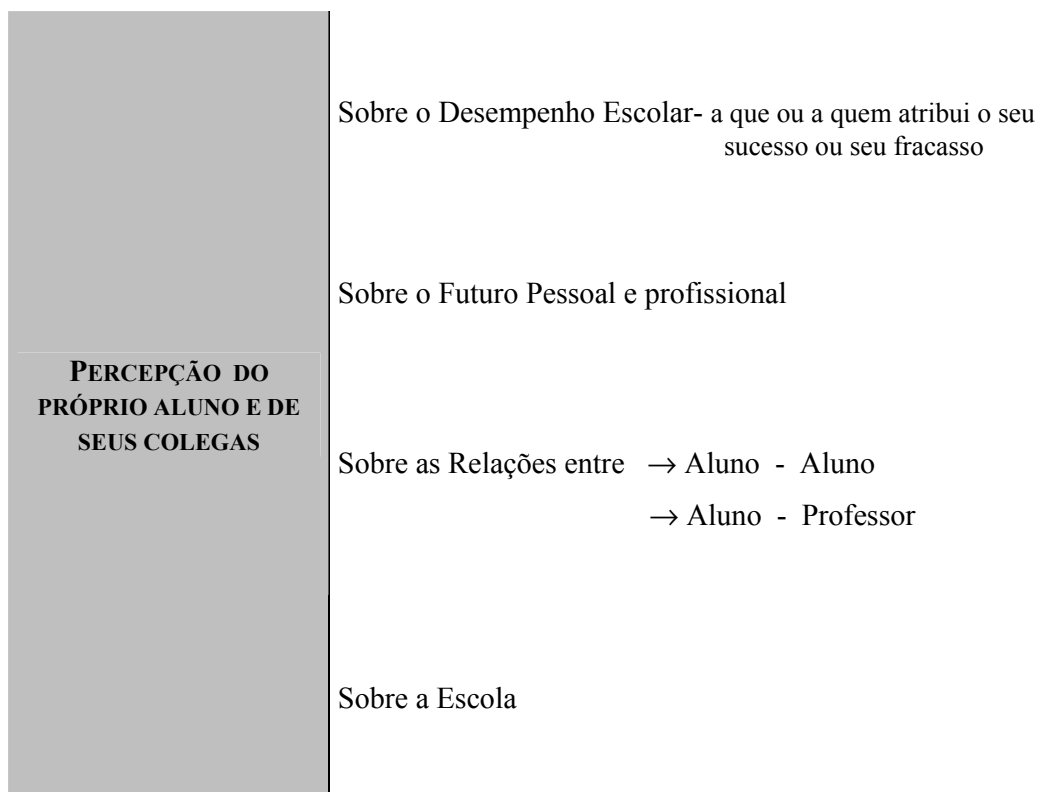 Sobre o Desempenho Escolar- a que ou a quem atribui o seu
sucesso ou seu fracasso
Sobre o Futuro Pessoal e profissional
PERCEPÇÃO DO
PRÓPRIO ALUNO E DE
SEUS COLEGAS
Sobre as Relações entre → Aluno - Aluno
→ Aluno - Professor
Sobre a Escola